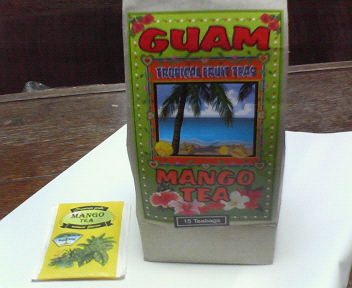 GUAM
TROPICAL FRUIT TEAS
MANGO
TEA
15 Teabags
MANGO
TEA